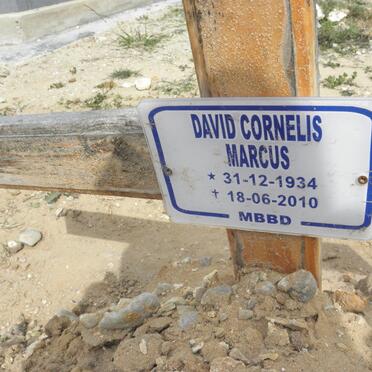 DAVID CORNELIS
MARCUS
* 31-12-1934
† 18-06-2010
MBBD